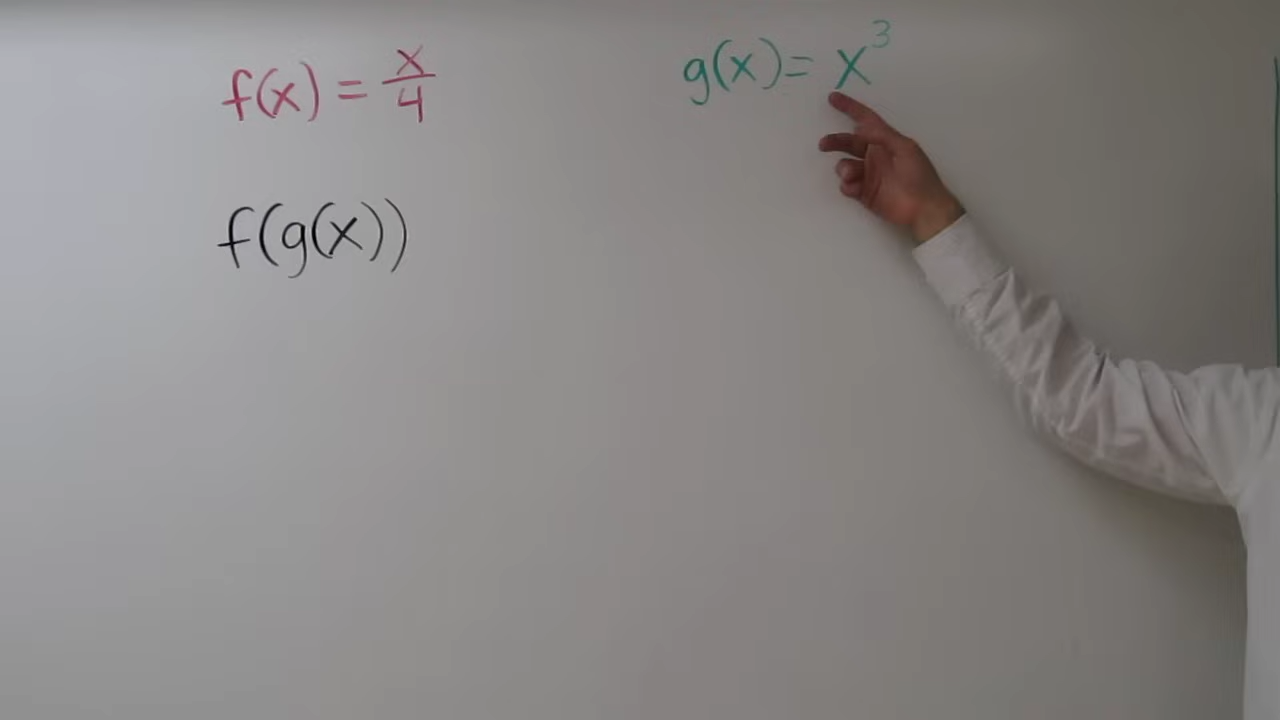 f(x) = x/4
g(x) = x³
f(g(x))